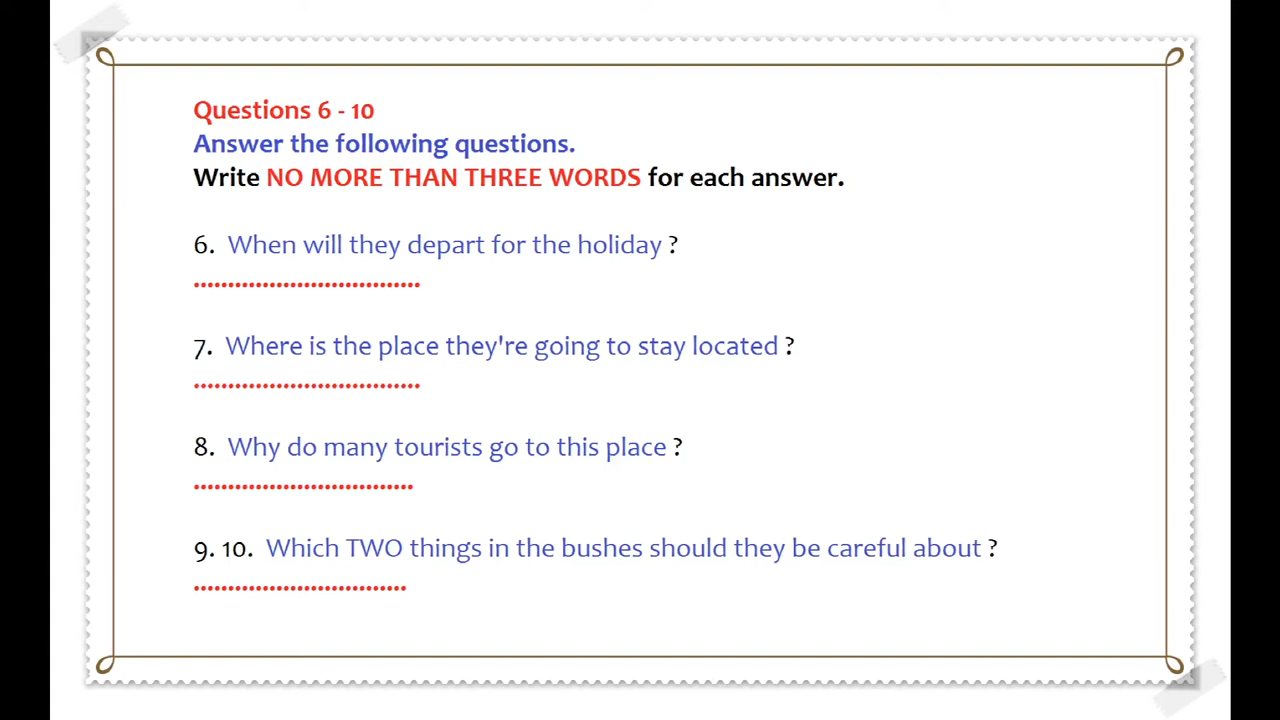 Questions 6 - 10
Answer the following questions.
Write NO MORE THAN THREE WORDS for each answer.
6. When will they depart for the holiday ?
.................................
7. Where is the place they're going to stay located ?
.................................
8. Why do many tourists go to this place ?
................................
9. 10. Which TWO things in the bushes should they be careful about ?
...............................